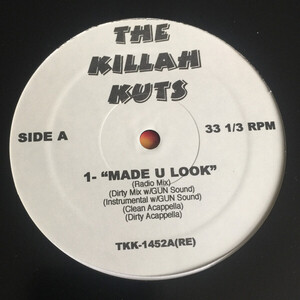 THE
KILLAH
KUTS
SIDE A
33 1/3 RPM
1- “MADE U LOOK”
(Radio Mix)
(Dirty Mix w/GUN Sound)
(Instrumental w/GUN Sound)
(Clean Acappella)
(Dirty Acappella)
TKK-1452A(RE)